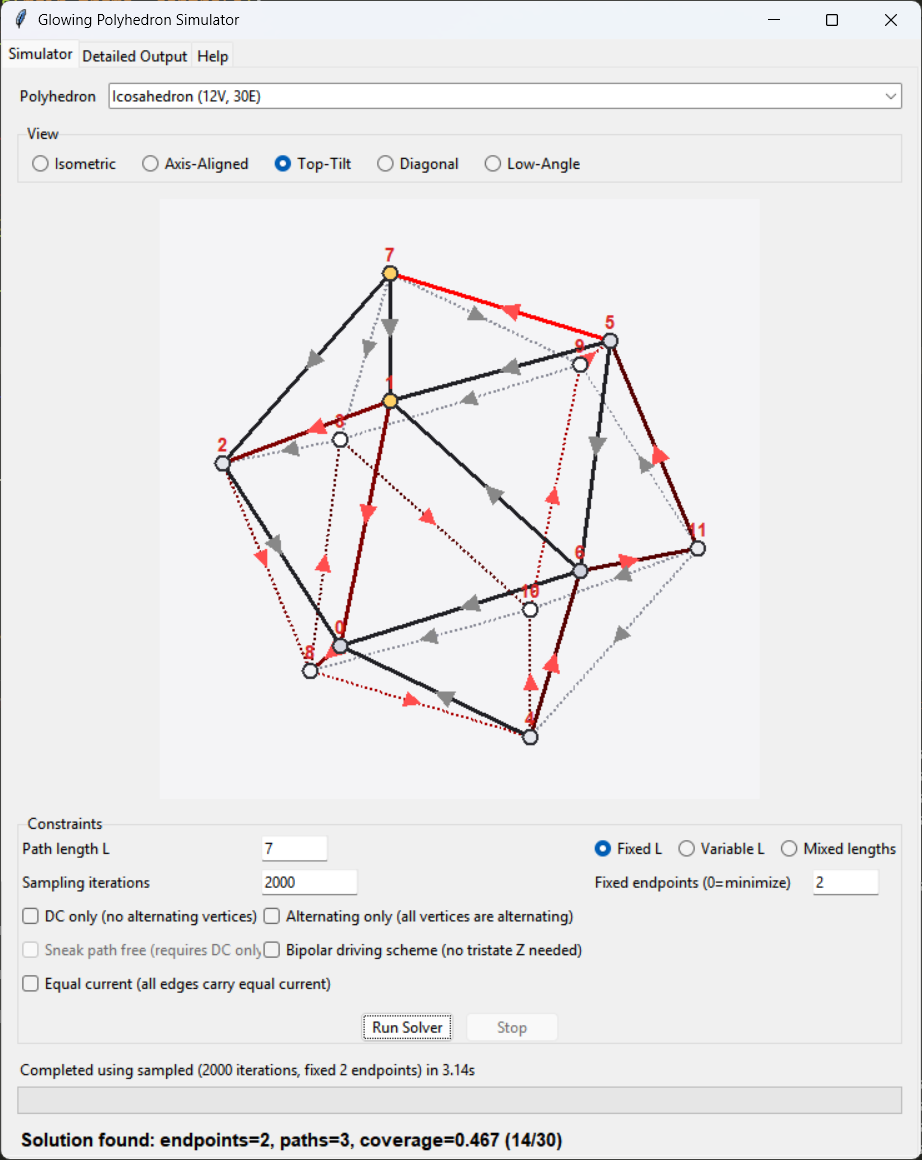 Glowing Polyhedron Simulator
Simulator Detailed Output Help
Polyhedron Icosahedron (12V, 30E)
View
Isometric Axis-Aligned Top-Tilt Diagonal Low-Angle
7
5
9
1
3
2
11
6
10
0
8
4
Constraints
Path length L 7 Fixed L Variable L Mixed lengths
Sampling iterations 2000 Fixed endpoints (0=minimize) 2
DC only (no alternating vertices) Alternating only (all vertices are alternating)
Sneak path free (requires DC only Bipolar driving scheme (no tristate Z needed)
Equal current (all edges carry equal current)
Run Solver Stop
Completed using sampled (2000 iterations, fixed 2 endpoints) in 3.14s
Solution found: endpoints=2, paths=3, coverage=0.467 (14/30)